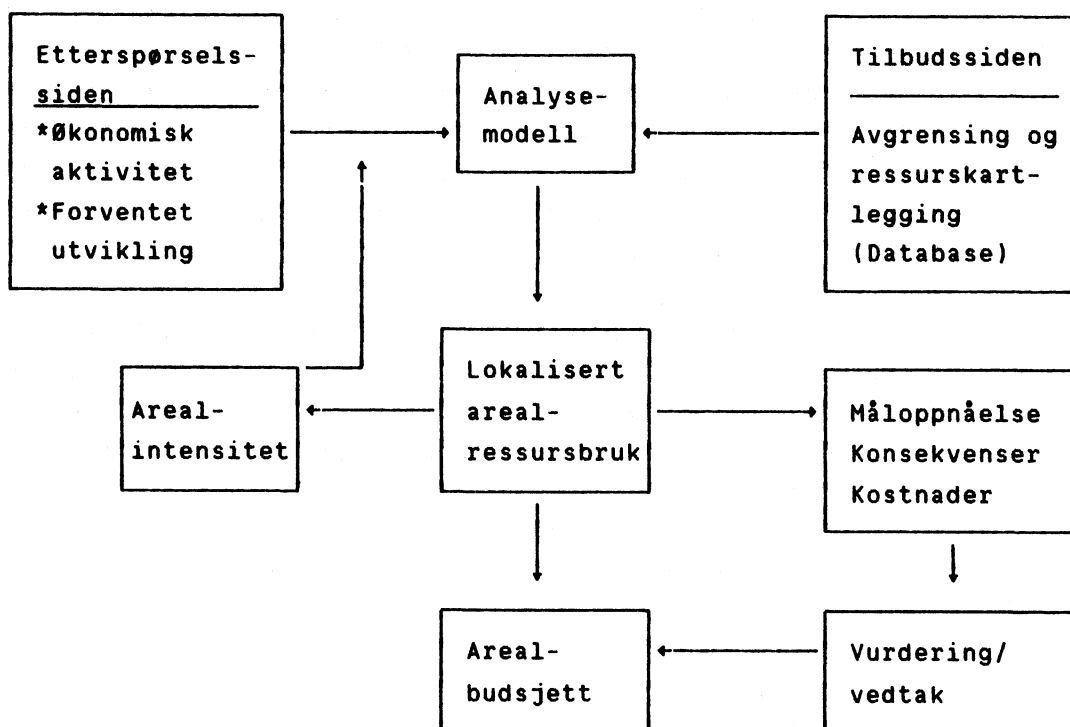 Etterspørsels-
siden
*Økonomisk
aktivitet
*Forventet
utvikling
Analyse-
modell
Tilbudssiden
Avgrensing og
ressurskart-
legging
(Database)
Areal-
intensitet
Lokalisert
areal-
ressursbruk
Måloppnåelse
Konsekvenser
Kostnader
Areal-
budsjett
Vurdering/
vedtak